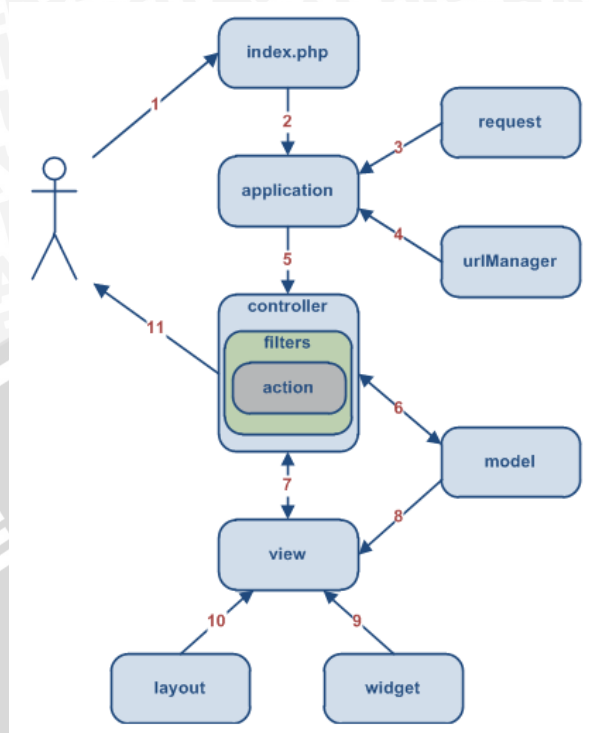 index.php
1
2
request
3
application
4
urlManager
5
controller
filters
action
11
6
model
7
8
view
10
9
layout
widget